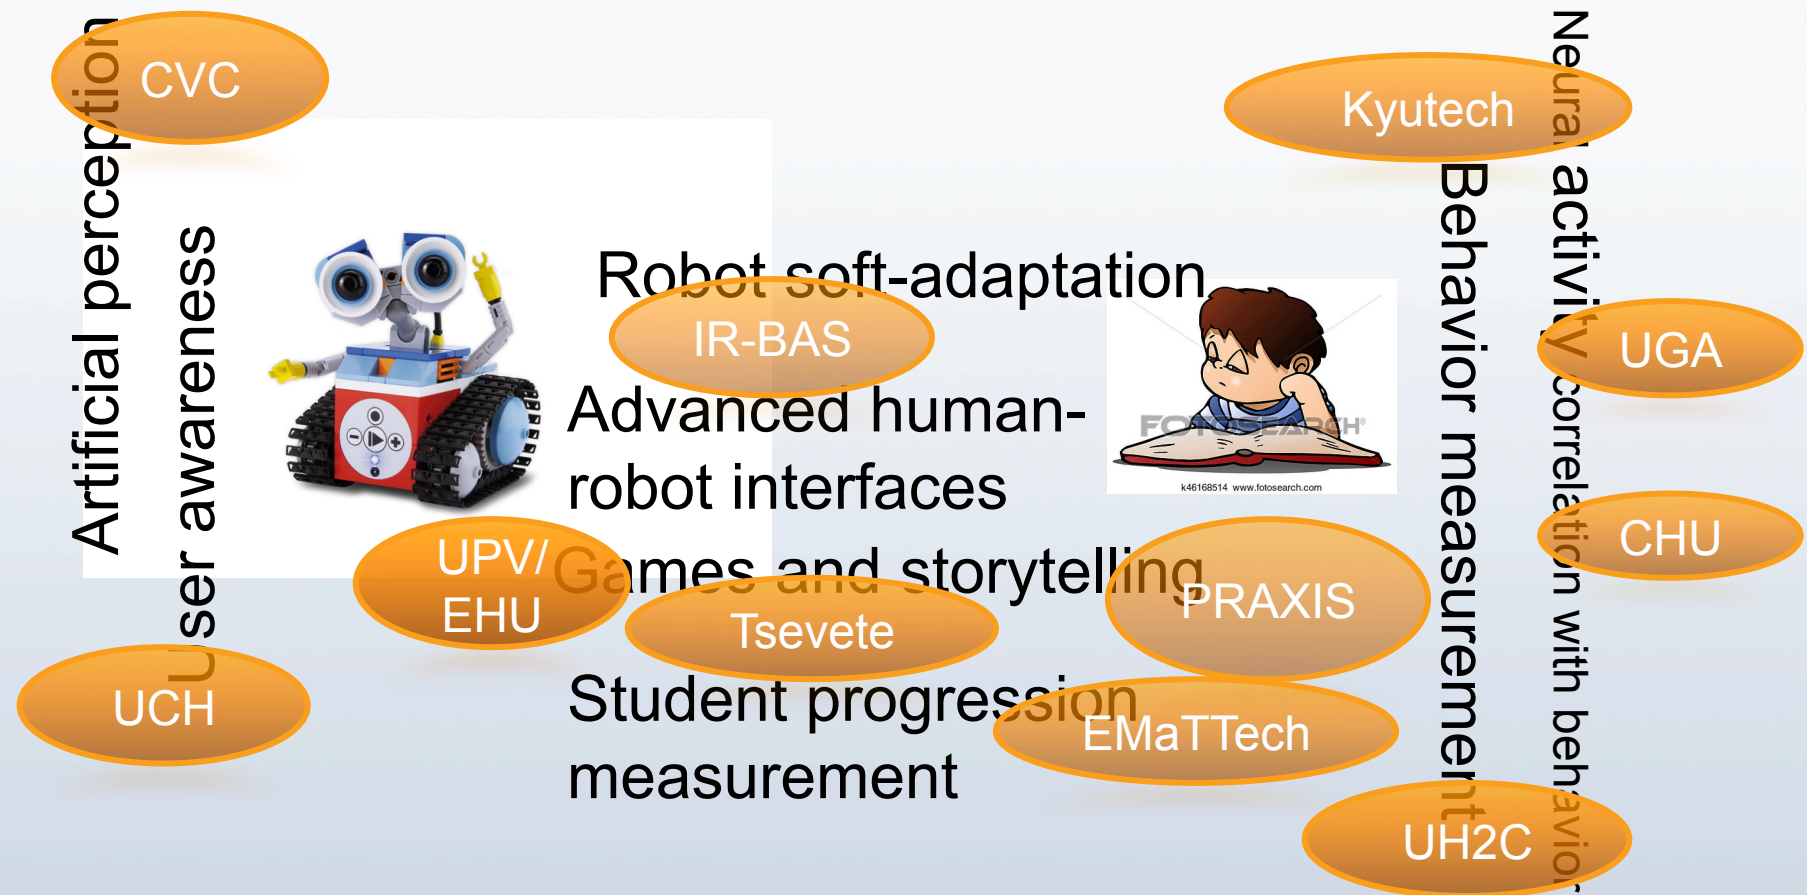 Artificial perception
User awareness
CVC
Kyutech
Neural activity correlation with behavior
Behavior measurement
Robot soft-adaptation
IR-BAS
UGA
Advanced human-
robot interfaces
FOTOSEARCH®
k46168514 www.fotosearch.com
CHU
UPV/
EHU
Games and storytelling
PRAXIS
Tsevete
UCH
Student progression
measurement
EMaTTech
UH2C